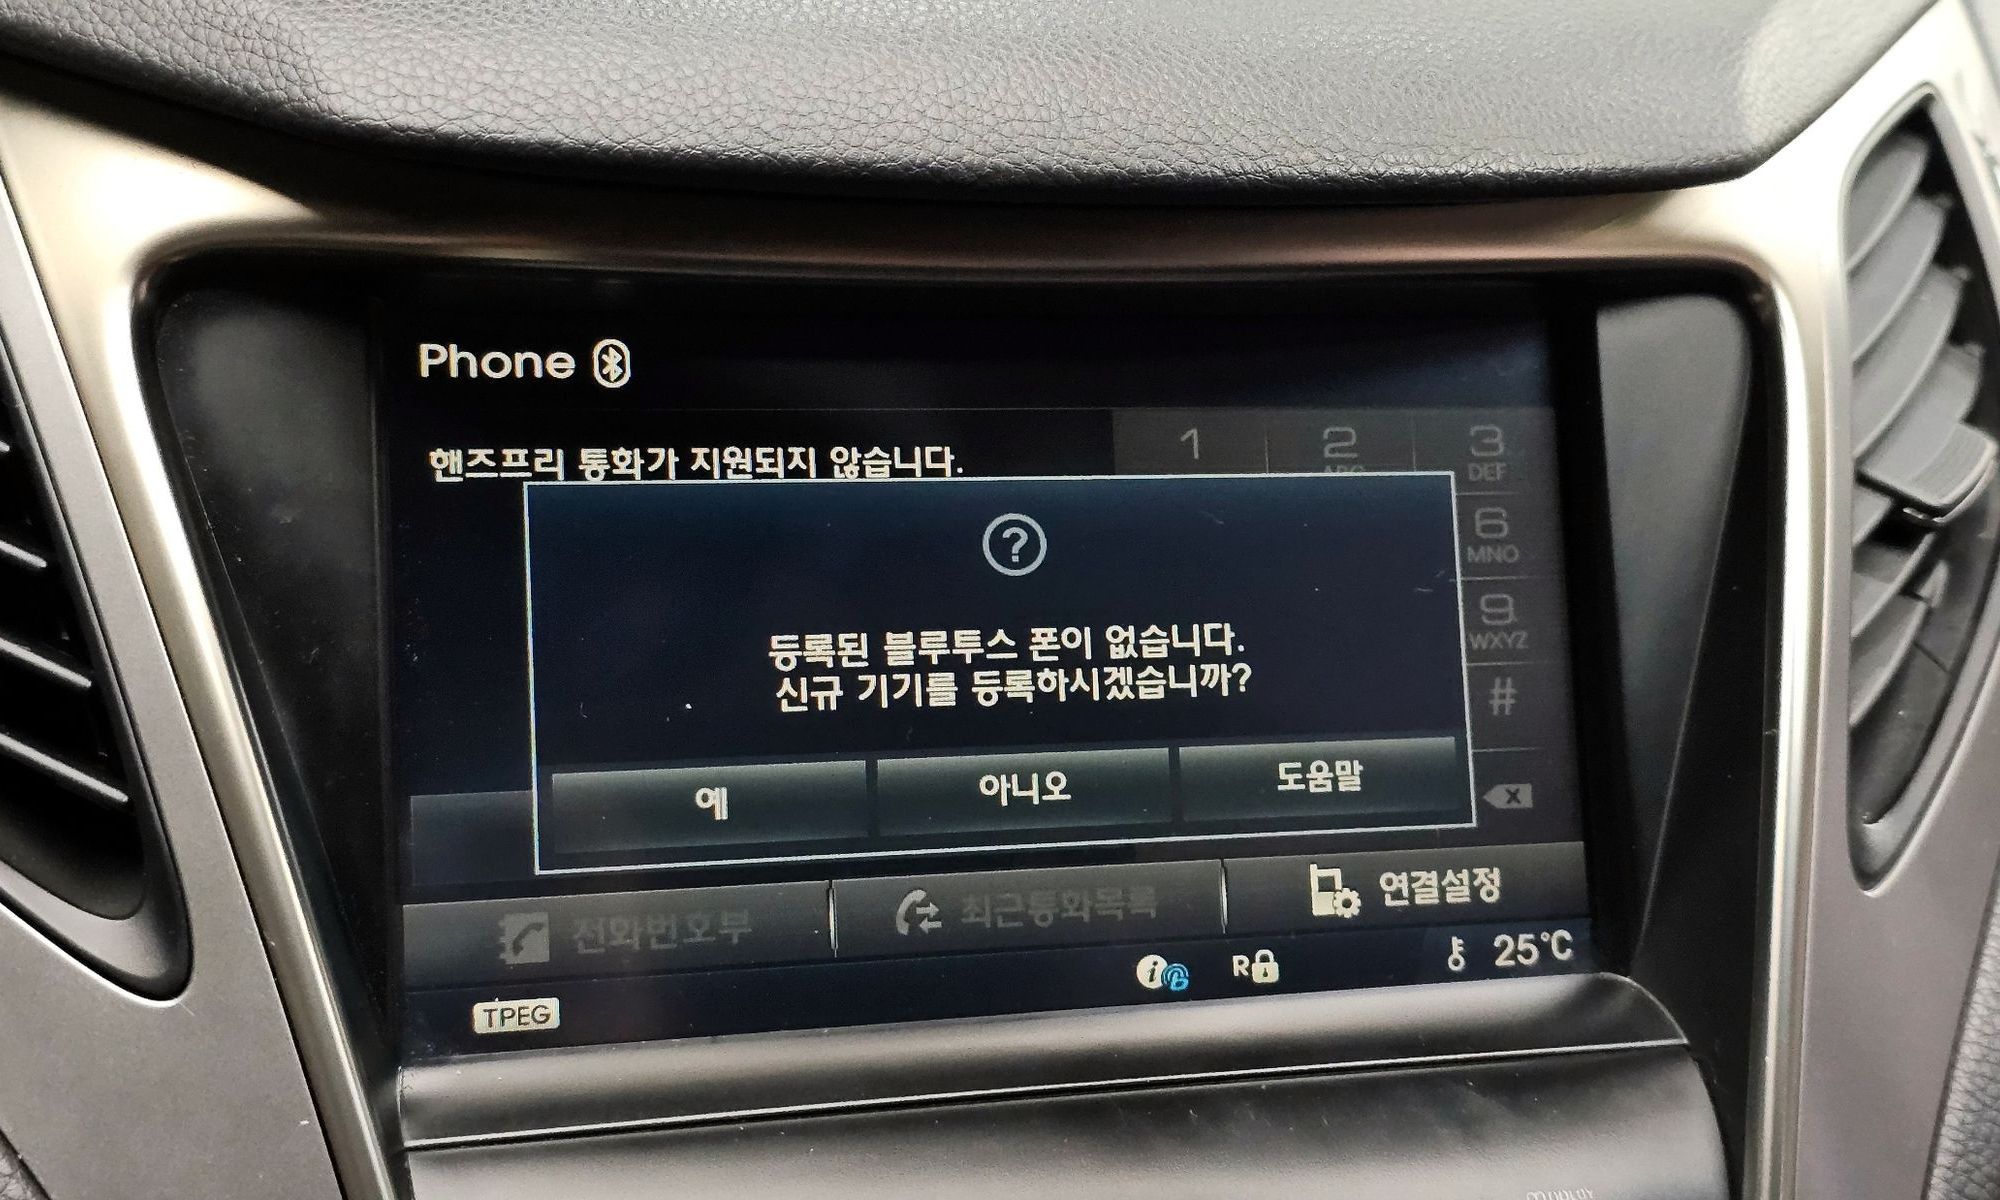 Phone
핸즈프리 통화가 지원되지 않습니다.
1
2
ABC
3
DEF
6
MNO
9
WXYZ
#
?
등록된 블루투스 폰이 없습니다.
신규 기기를 등록하시겠습니까?
예
아니오
도움말
전화번호부
최근통화목록
연결설정
i
R
25℃
TPEG